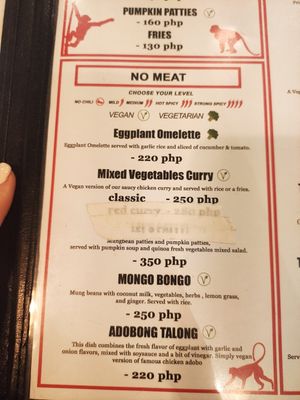 PUMPKIN PATTIES
- 160 php
FRIES
- 130 php
NO MEAT
CHOOSE YOUR LEVEL
NO CHILI MILD MEDIUM HOT SPICY STRONG SPICY
VEGAN VEGETARIAN
Eggplant Omelette
Eggplant Omelette served with garlic rice and sliced of cucumber & tomato.
- 220 php
Mixed Vegetables Curry
A Vegan version of our saucy chicken curry and served with rice or a fries.
classic - 250 php
red curry - 280 php
Mungbean patties and pumpkin patties,
served with pumpkin soup and quinoa fresh vegetables mixed salad.
- 350 php
MONGO BONGO
Mung beans with coconut milk, vegetables, herbs, lemon grass,
and ginger. Served with rice.
- 250 php
ADOBONG TALONG
This dish combines the fresh flavor of eggplant with garlic and
onion flavors, mixed with soysauce and a bit of vinegar. Simply vegan
version of famous chicken adobo
- 220 php